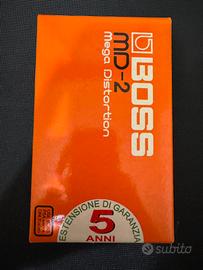 BOSS
MD-2
Mega Distortion
ESTENSIONE DI GARANZIA
5
ANNI
subito